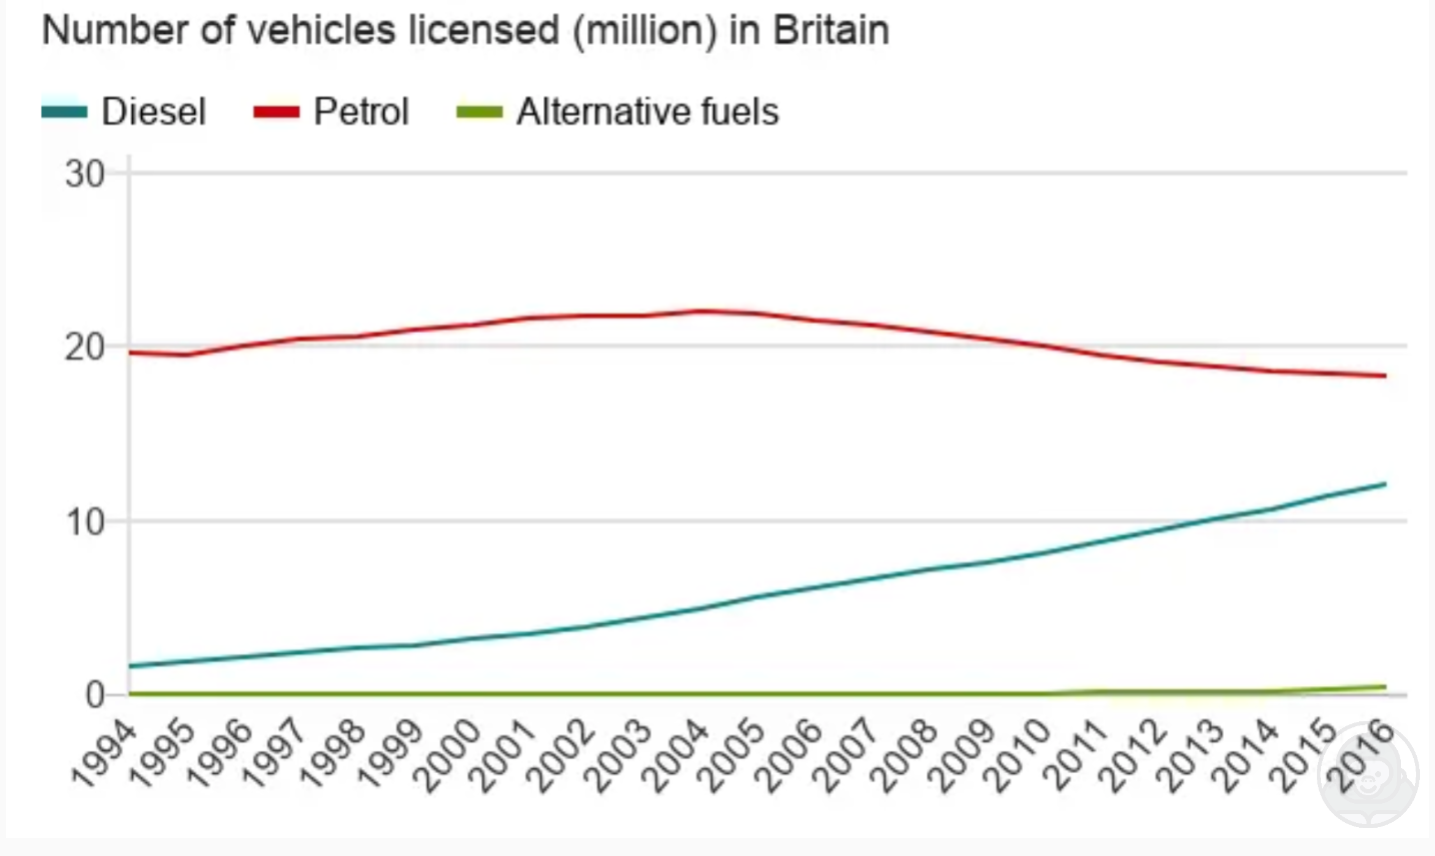 Number of vehicles licensed (million) in Britain
Diesel Petrol Alternative fuels
30
20
10
0
1994 1995 1996 1997 1998 1999 2000 2001 2002 2003 2004 2005 2006 2007 2008 2009 2010 2011 2012 2013 2014 2015 2016